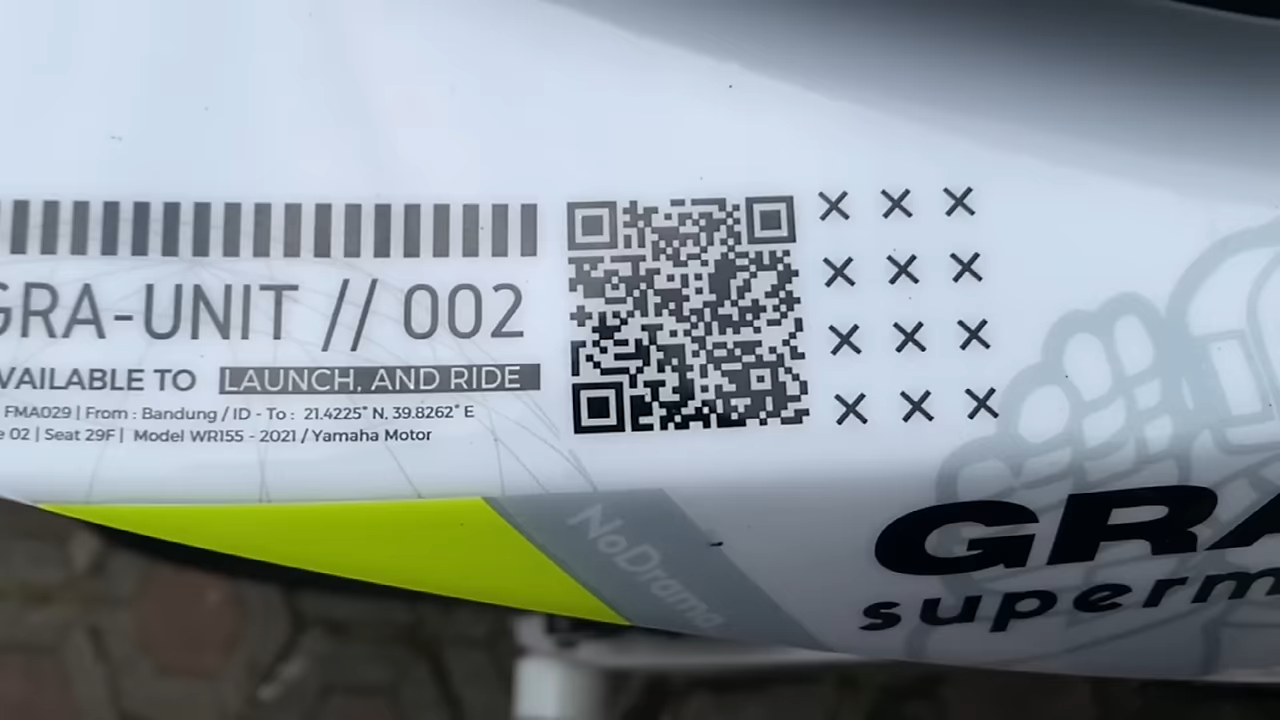 GRA-UNIT // 002
AVAILABLE TO LAUNCH, AND RIDE
FMA029 | From : Bandung / ID - To : 21.4225° N, 39.8262° E
02 | Seat 29F | Model WR155 - 2021 / Yamaha Motor
NoDrama
GRA
superm